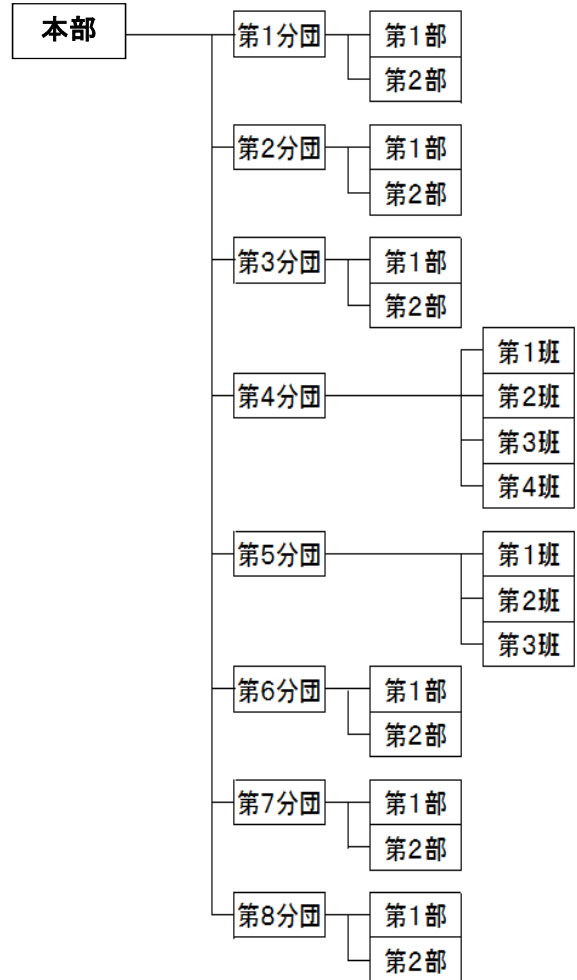 本部
第1分団
第1部
第2部
第2分団
第1部
第2部
第3分団
第1部
第2部
第4分団
第1班
第2班
第3班
第4班
第5分団
第1班
第2班
第3班
第6分団
第1部
第2部
第7分団
第1部
第2部
第8分団
第1部
第2部